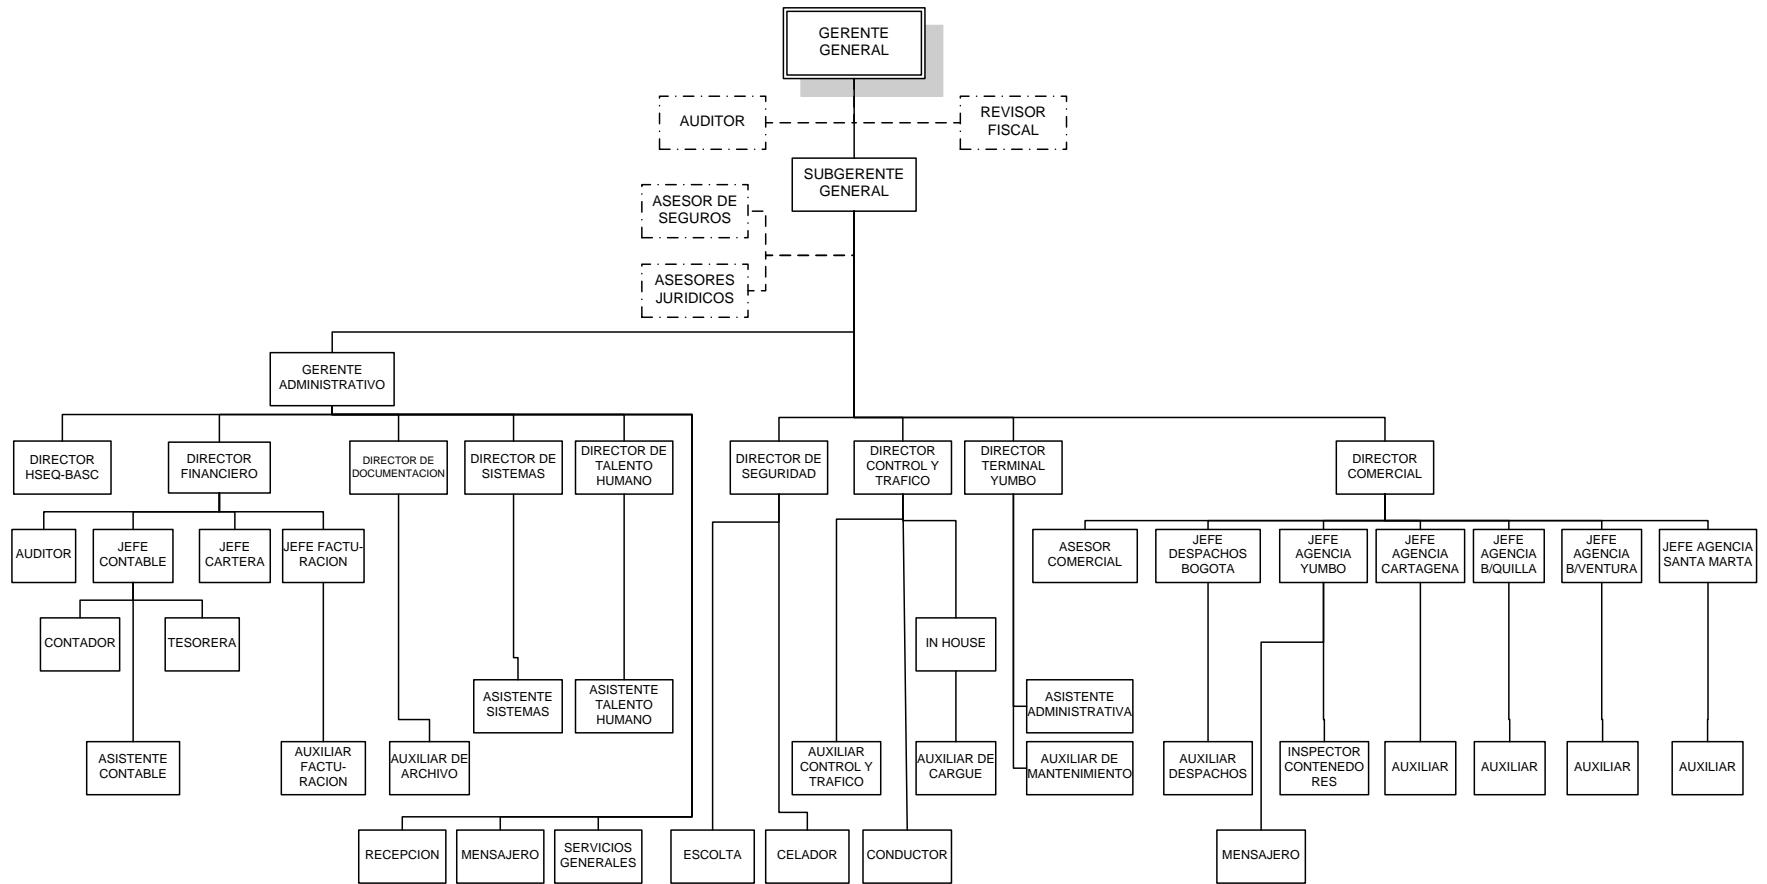 GERENTE
GENERAL
AUDITOR
REVISOR
FISCAL
SUBGERENTE
GENERAL
ASESOR DE
SEGUROS
ASESORES
JURIDICOS
GERENTE
ADMINISTRATIVO
DIRECTOR
HSEQ-BASC
DIRECTOR
FINANCIERO
DIRECTOR DE
DOCUMENTACION
DIRECTOR DE
SISTEMAS
DIRECTOR DE
TALENTO
HUMANO
DIRECTOR DE
SEGURIDAD
DIRECTOR
CONTROL Y
TRAFICO
DIRECTOR
TERMINAL
YUMBO
DIRECTOR
COMERCIAL
AUDITOR
JEFE
CONTABLE
JEFE
CARTERA
JEFE FACTU-
RACION
ASESOR
COMERCIAL
JEFE
DESPACHOS
BOGOTA
JEFE
AGENCIA
YUMBO
JEFE
AGENCIA
CARTAGENA
JEFE
AGENCIA
B/QUILLA
JEFE
AGENCIA
B/VENTURA
JEFE AGENCIA
SANTA MARTA
CONTADOR
TESORERA
IN HOUSE
ASISTENTE
SISTEMAS
ASISTENTE
TALENTO
HUMANO
ASISTENTE
ADMINISTRATIVA
ASISTENTE
CONTABLE
AUXILIAR
FACTU-
RACION
AUXILIAR DE
ARCHIVO
AUXILIAR
CONTROL Y
TRAFICO
AUXILIAR DE
CARGUE
AUXILIAR DE
MANTENIMIENTO
AUXILIAR
DESPACHOS
INSPECTOR
CONTENEDO
RES
AUXILIAR
AUXILIAR
AUXILIAR
AUXILIAR
RECEPCION
MENSAJERO
SERVICIOS
GENERALES
ESCOLTA
CELADOR
CONDUCTOR
MENSAJERO